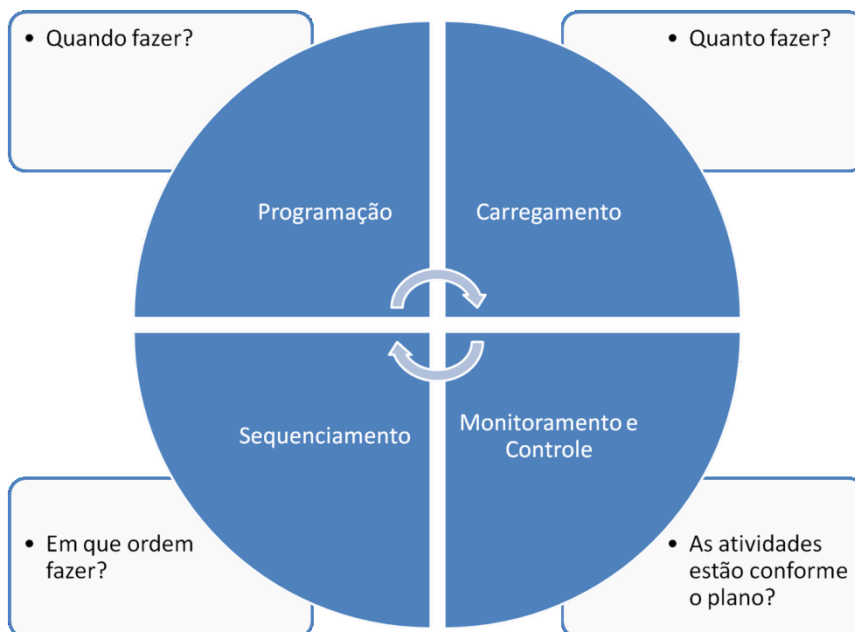 • Quando fazer?
• Quanto fazer?
Programação
Carregamento
Sequenciamento
Monitoramento e
Controle
• Em que ordem
fazer?
• As atividades
estão conforme
o plano?